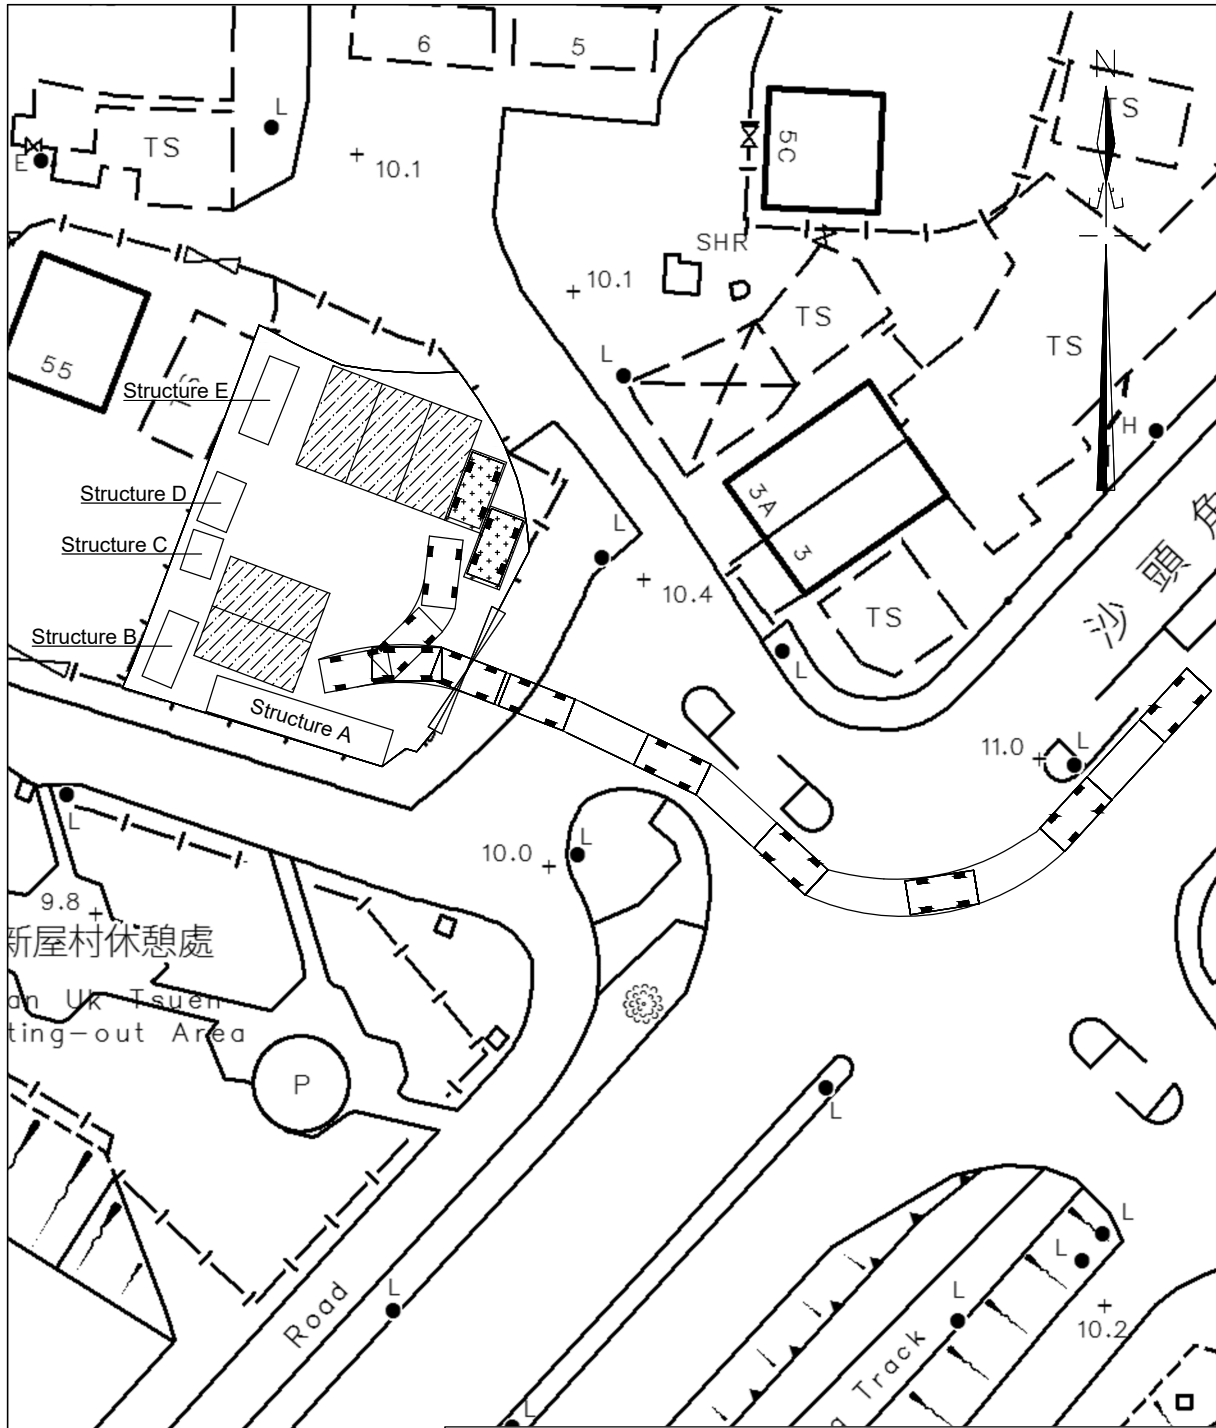 6
5
L
TS
E
10.1
5C
N
TS
SHR
10.1
TS
TS
L
55
Structure E
H
Structure D
3A
L
Structure C
3
10.4
TS
沙頭角
Structure B
L
Structure A
11.0
L
L
10.0
L
9.8
新屋村休憩處
an Uk Tsuen
ting-out Area
P
L
L
L
L
Road
L
10.2
Track
L